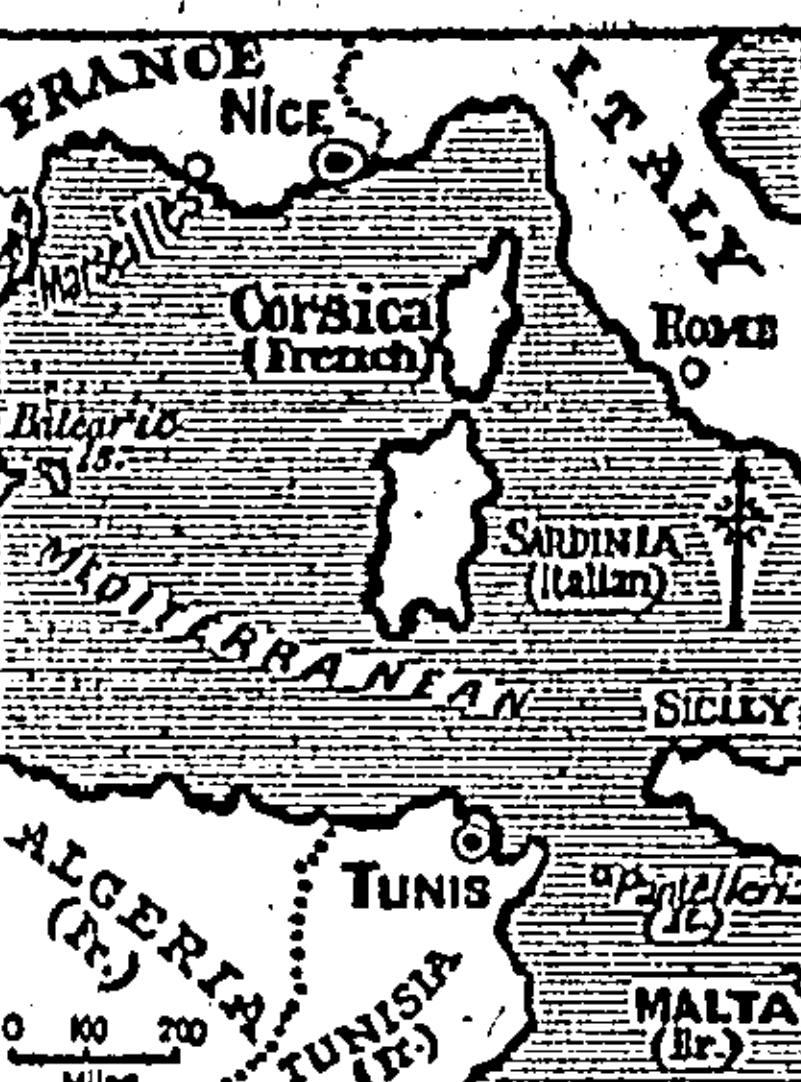 FRANCE
NICE
ITALY
Marseilles
Corsica
(French)
ROME
Balearic
Is.
SARDINIA
(Italian)
MEDITERRANEAN
SICILY
ALGERIA
(Fr.)
TUNIS
Pantelleria
(It.)
TUNISIA
(Fr.)
MALTA
(Br.)
0 100 200
Miles